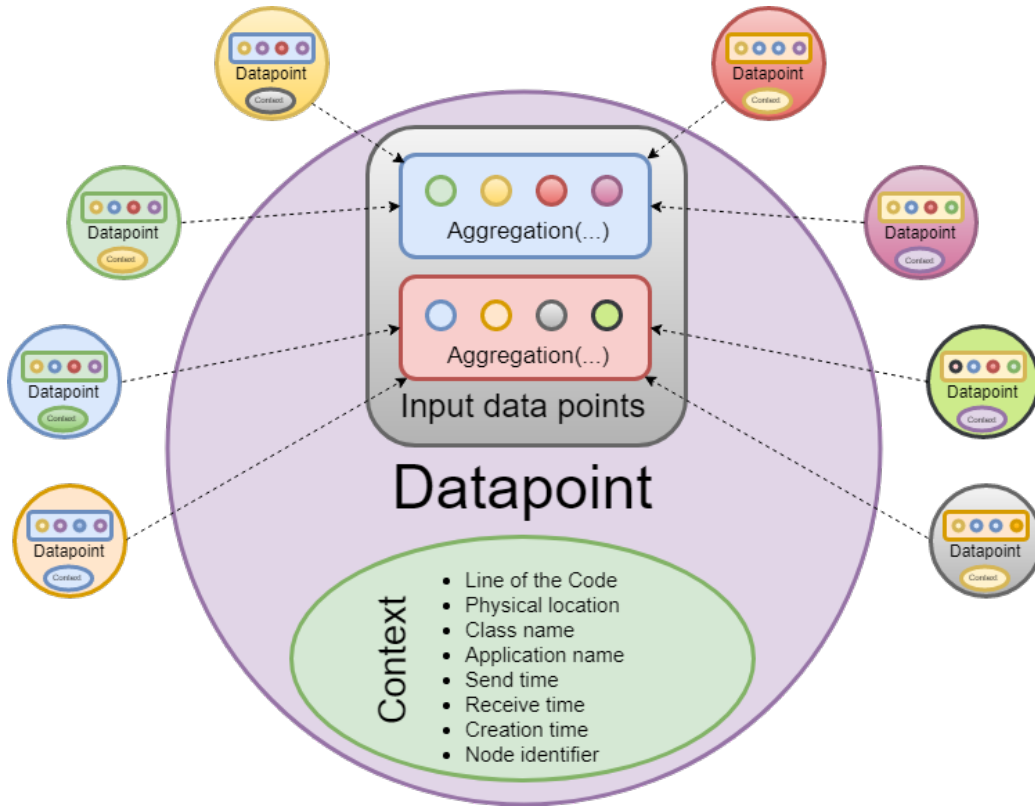 Datapoint
Context
Datapoint
Context
Datapoint
Context
Datapoint
Context
Aggregation(...)
Aggregation(...)
Input data points
Datapoint
Context
Line of the Code
Physical location
Class name
Application name
Send time
Receive time
Creation time
Node identifier
Datapoint
Context
Datapoint
Context
Datapoint
Context
Datapoint
Context